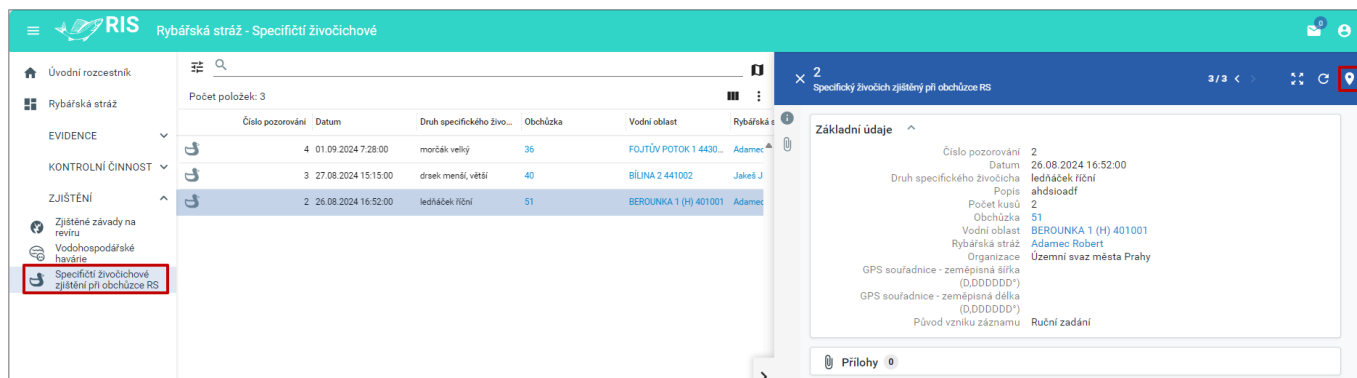 RIS Rybářská stráž - Specifičtí živočichové
0
Úvodní rozcestník
Rybářská stráž
EVIDENCE
KONTROLNÍ ČINNOST
ZJIŠTĚNÍ
Zjištěné závady na
revíru
Vodohospodářské
havárie
Specifičtí živočichové
zjištění při obchůzce RS
Počet položek: 3
Číslo pozorování Datum Druh specifického živo... Obchůzka Vodní oblast Rybářská s
4 01.09.2024 7:28:00 morčák velký 36 FOJTŮV POTOK 1 4430... Adamec
3 27.08.2024 15:15:00 drsek menší, větší 40 BÍLINA 2 441002 Jakeš J
2 26.08.2024 16:52:00 ledňáček říční 51 BEROUNKA 1 (H) 401001 Adamec
2
Specifický živočich zjištěný při obchůzce RS
3/3
Základní údaje
Číslo pozorování 2
Datum 26.08.2024 16:52:00
Druh specifického živočicha ledňáček říční
Popis ahdsioadf
Počet kusů 2
Obchůzka 51
Vodní oblast BEROUNKA 1 (H) 401001
Rybářská stráž Adamec Robert
Organizace Územní svaz města Prahy
GPS souřadnice - zeměpisná šířka
(D,DDDDDD°)
GPS souřadnice - zeměpisná délka
(D,DDDDDD°)
Původ vzniku záznamu Ruční zadání
Přílohy 0